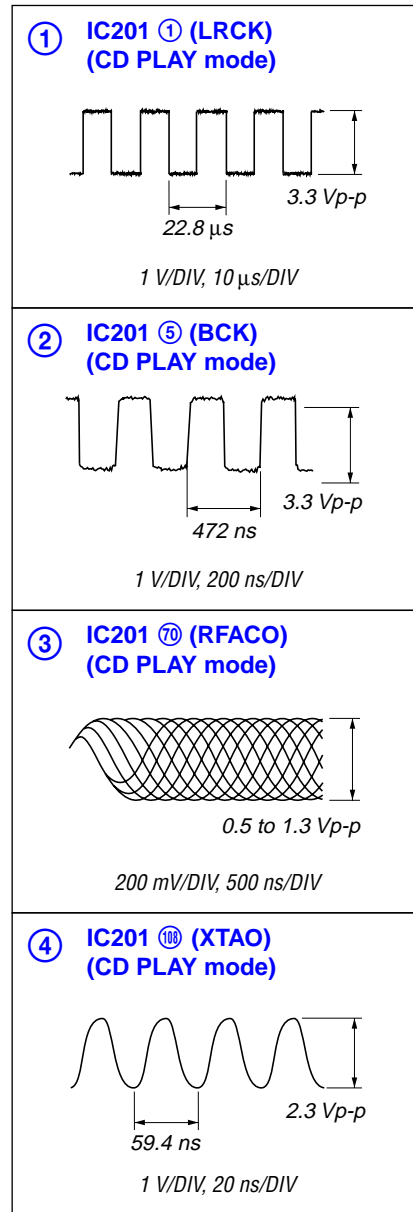 ① IC201 ① (LRCK)
(CD PLAY mode)
3.3 Vp-p
22.8 µs
1 V/DIV, 10 µs/DIV
② IC201 ⑤ (BCK)
(CD PLAY mode)
3.3 Vp-p
472 ns
1 V/DIV, 200 ns/DIV
③ IC201 70 (RFACO)
(CD PLAY mode)
0.5 to 1.3 Vp-p
200 mV/DIV, 500 ns/DIV
④ IC201 108 (XTAO)
(CD PLAY mode)
2.3 Vp-p
59.4 ns
1 V/DIV, 20 ns/DIV